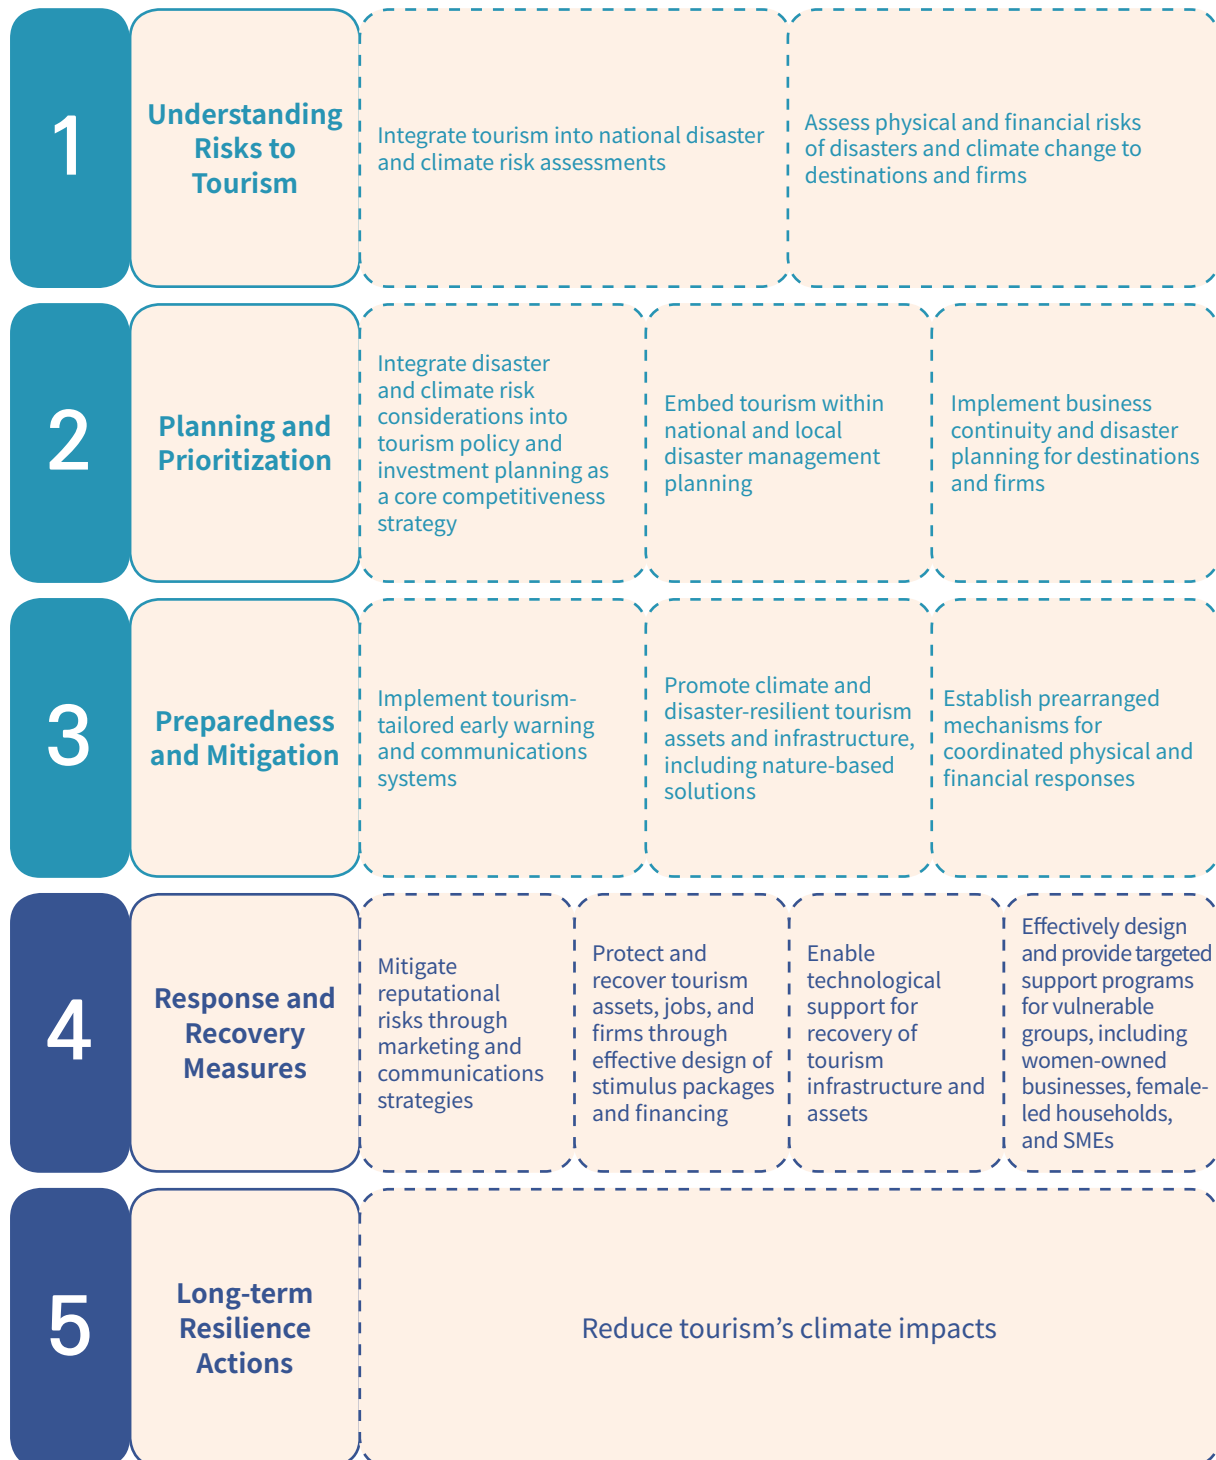 1
Understanding
Risks to
Tourism
Integrate tourism into national disaster
and climate risk assessments
Assess physical and financial risks
of disasters and climate change to
destinations and firms
2
Planning and
Prioritization
Integrate disaster
and climate risk
considerations into
tourism policy and
investment planning as
a core competitiveness
strategy
Embed tourism within
national and local
disaster management
planning
Implement business
continuity and disaster
planning for destinations
and firms
3
Preparedness
and Mitigation
Implement tourism-
tailored early warning
and communications
systems
Promote climate and
disaster-resilient tourism
assets and infrastructure,
including nature-based
solutions
Establish prearranged
mechanisms for
coordinated physical and
financial responses
4
Response and
Recovery
Measures
Mitigate
reputational
risks through
marketing and
communications
strategies
Protect and
recover tourism
assets, jobs, and
firms through
effective design of
stimulus packages
and financing
Enable
technological
support for
recovery of
tourism
infrastructure and
assets
Effectively design
and provide targeted
support programs
for vulnerable
groups, including
women-owned
businesses, female-
led households,
and SMEs
5
Long-term
Resilience
Actions
Reduce tourism’s climate impacts